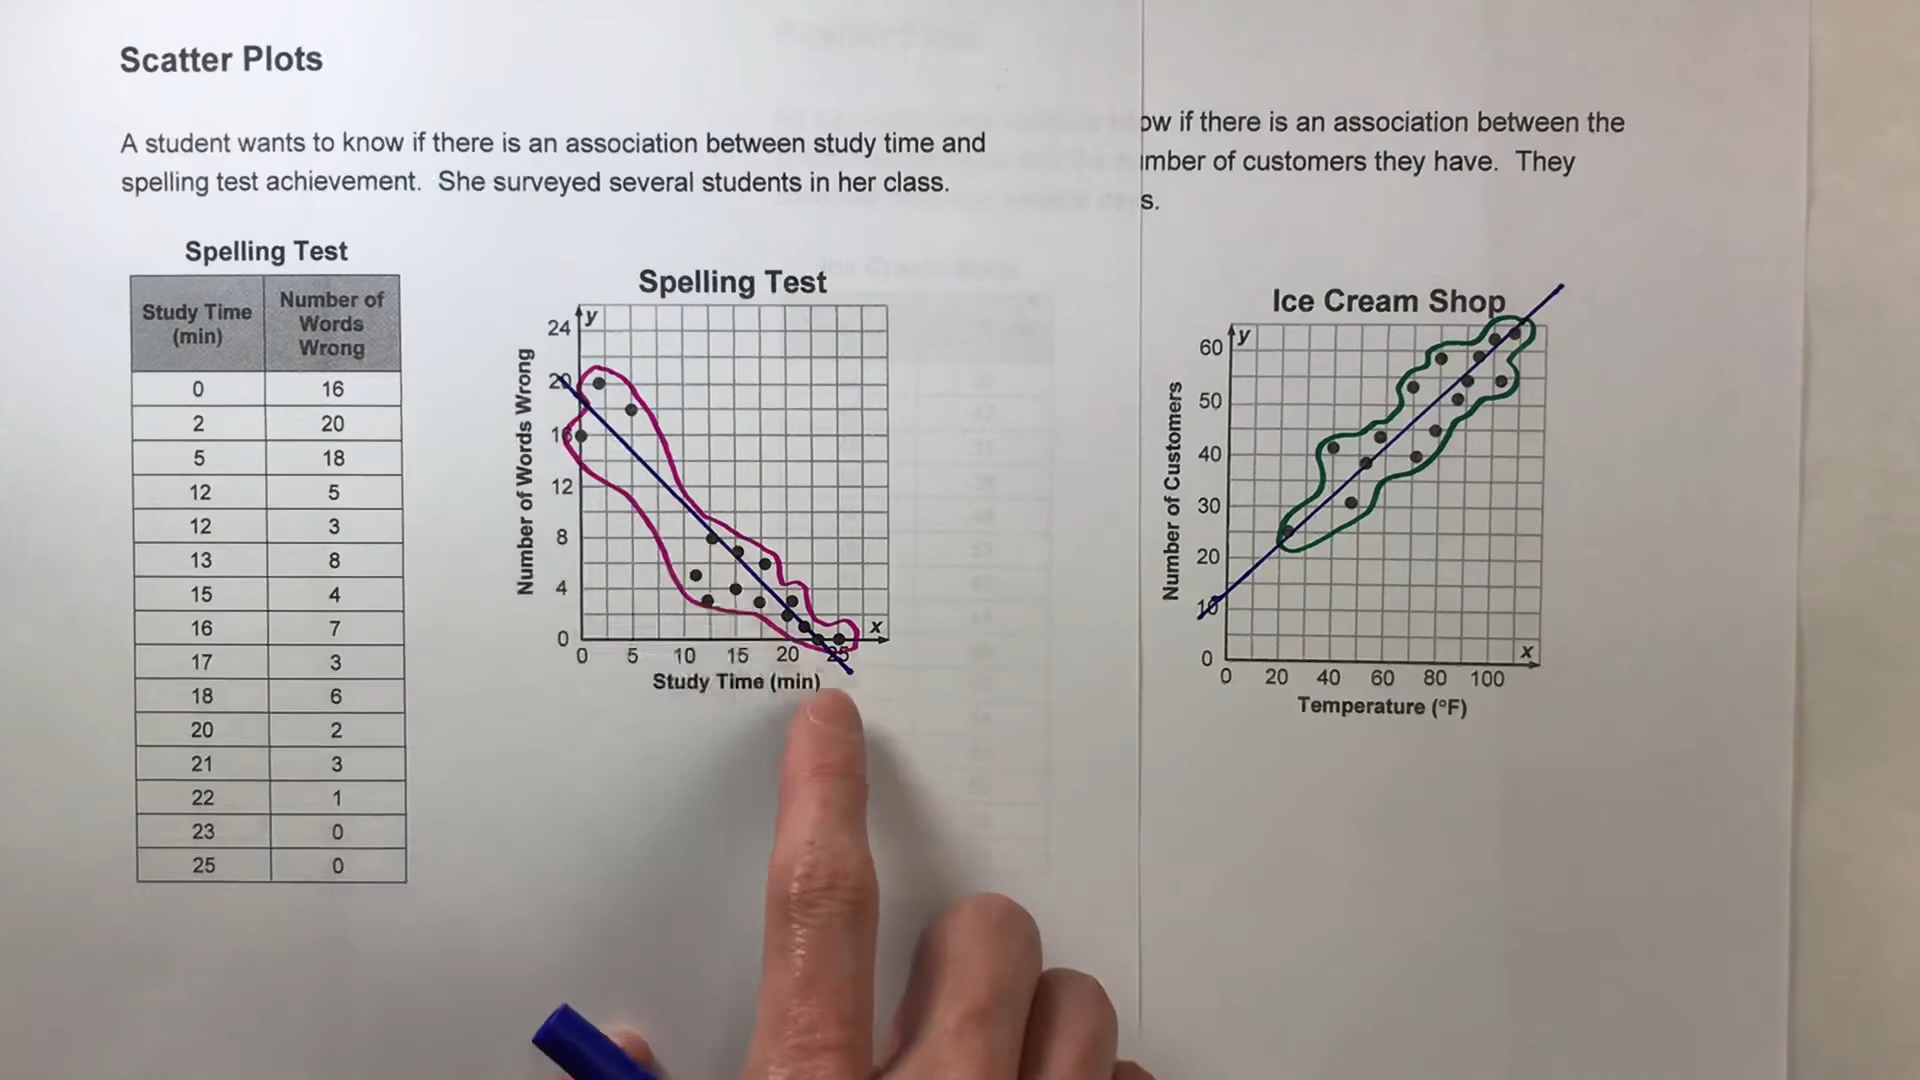 Scatter Plots
A student wants to know if there is an association between study time and
spelling test achievement. She surveyed several students in her class.
Spelling Test
Study Time (min) Number of Words Wrong
0 16
2 20
5 18
12 5
12 3
13 8
15 4
16 7
17 3
18 6
20 2
21 3
22 1
23 0
25 0
Spelling Test
Number of Words Wrong
y
24
20
16
12
8
4
0
x
0 5 10 15 20 25
Study Time (min)
ow if there is an association between the
mber of customers they have. They
s.
Ice Cream Shop
Number of Customers
y
60
50
40
30
20
10
0
x
0 20 40 60 80 100
Temperature (°F)